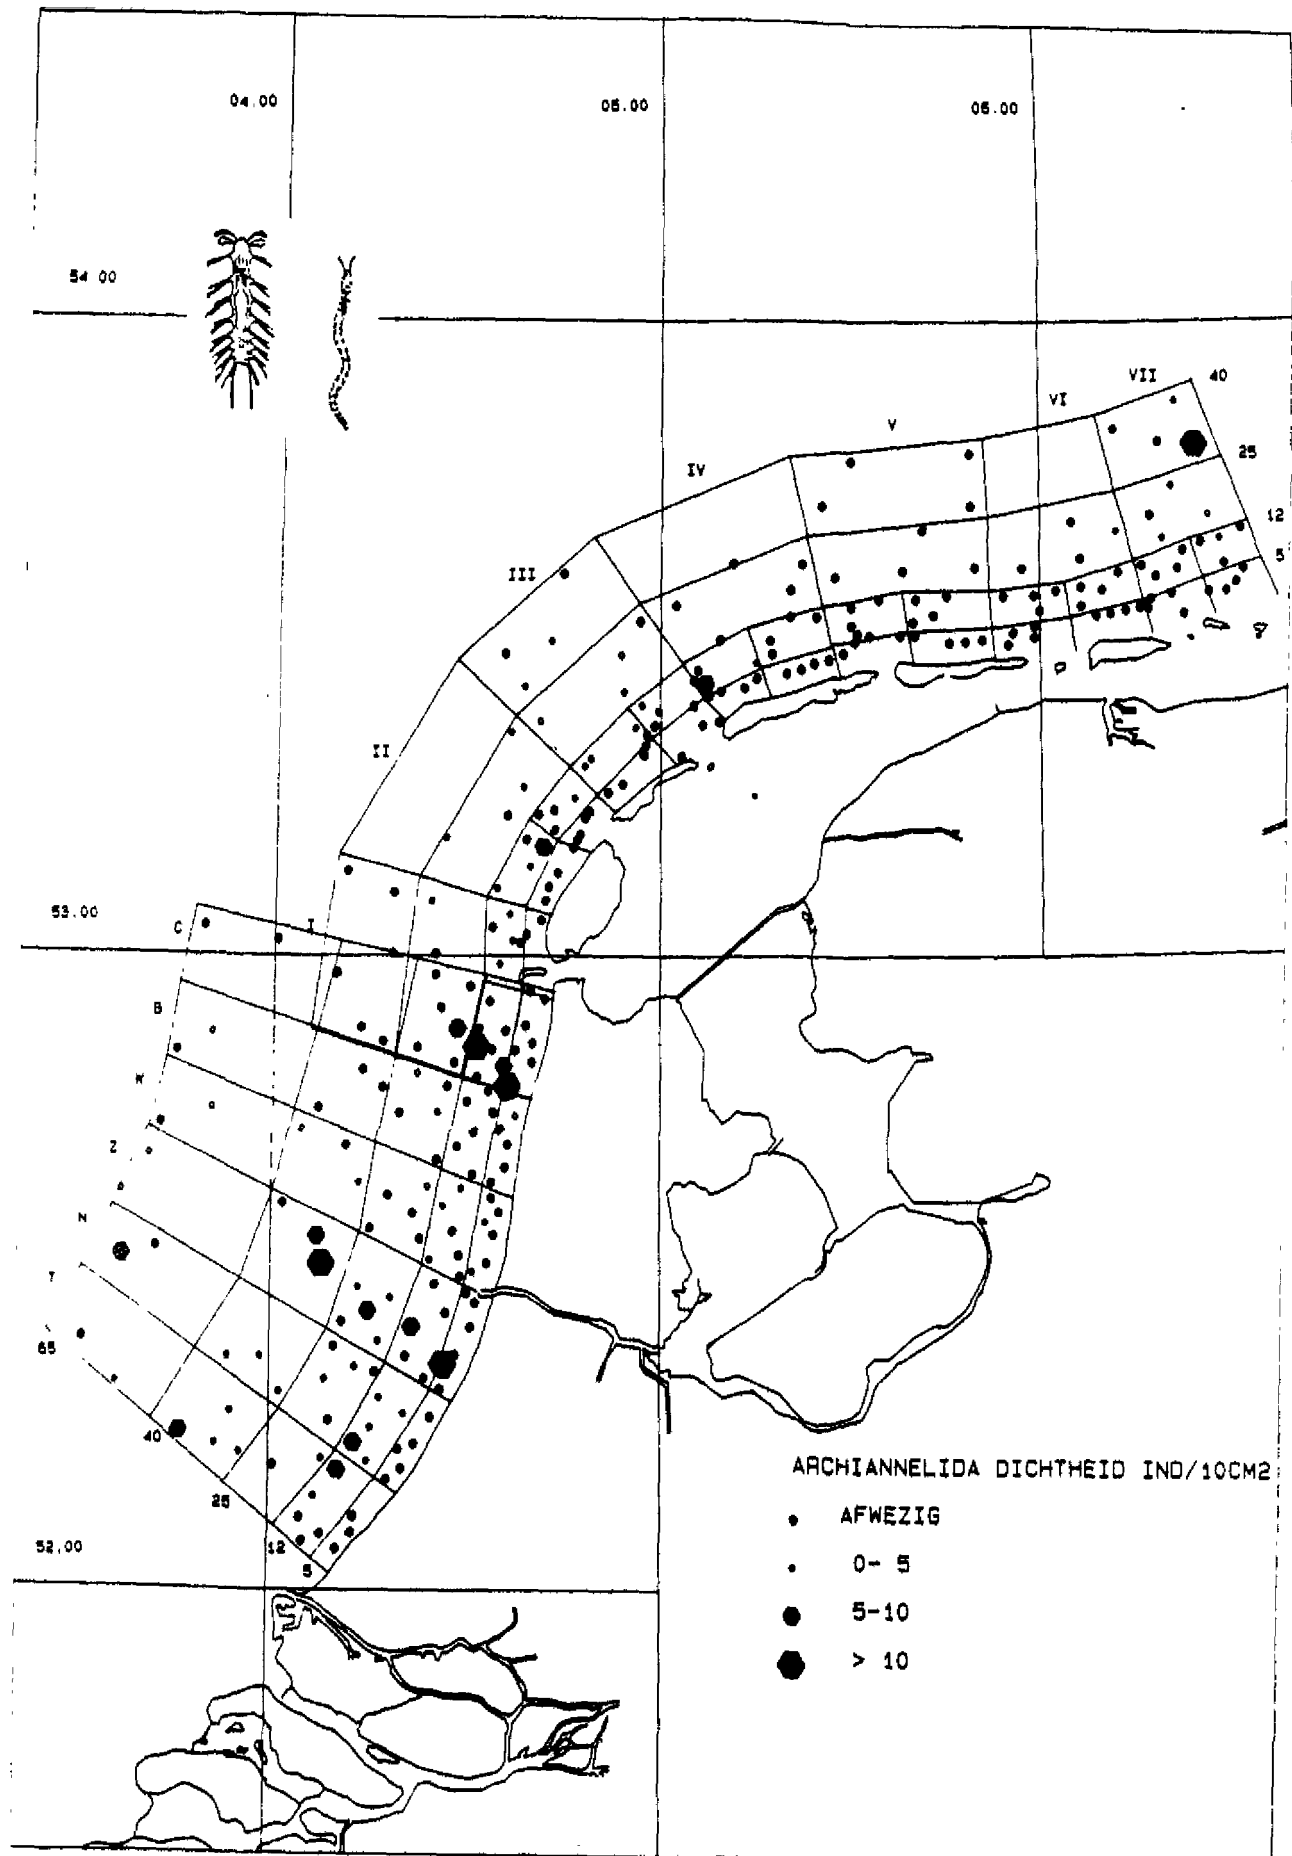 04.00
05.00
06.00
54 00
VII
40
VI
V
25
IV
12
5
III
II
53.00
C
I
B
W
Z
N
T
65
40
25
12
5
52.00
ARCHIANNELIDA DICHTHEID IND/10CM2
AFWEZIG
0- 5
5-10
> 10